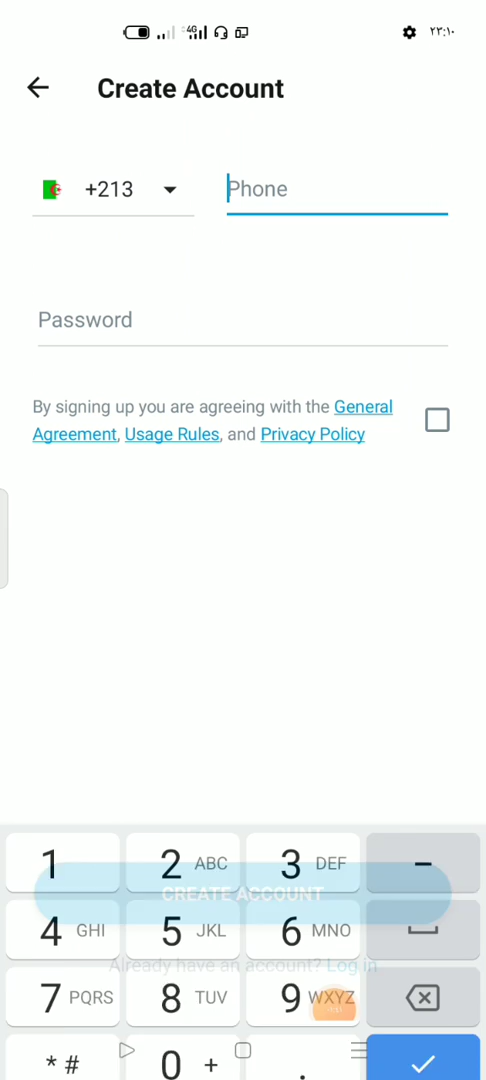 4G ٢٣:١٠
Create Account
+213 Phone
Password
By signing up you are agreeing with the General
Agreement, Usage Rules, and Privacy Policy
1 2 ABC 3 DEF -
CREATE ACCOUNT
4 GHI 5 JKL 6 MNO
Already have an account? Log in
7 PQRS 8 TUV 9 WXYZ
* # 0 + .